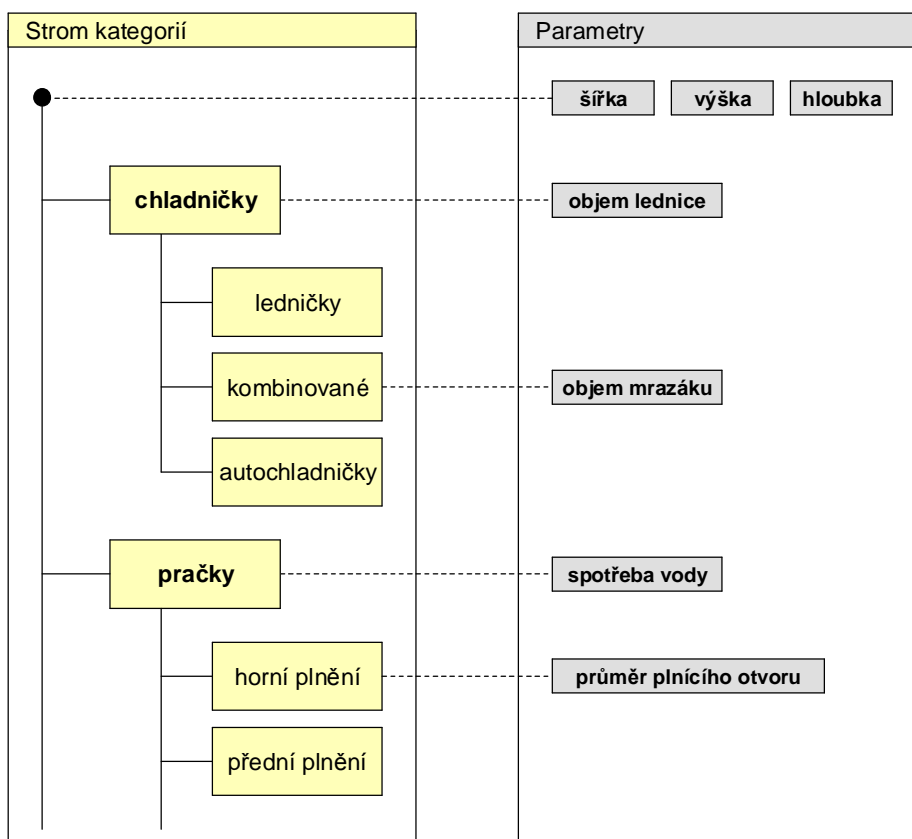 Strom kategorií
Parametry
šířka
výška
hloubka
chladničky
objem lednice
ledničky
kombinované
objem mrazáku
autochladničky
pračky
spotřeba vody
horní plnění
průměr plnícího otvoru
přední plnění